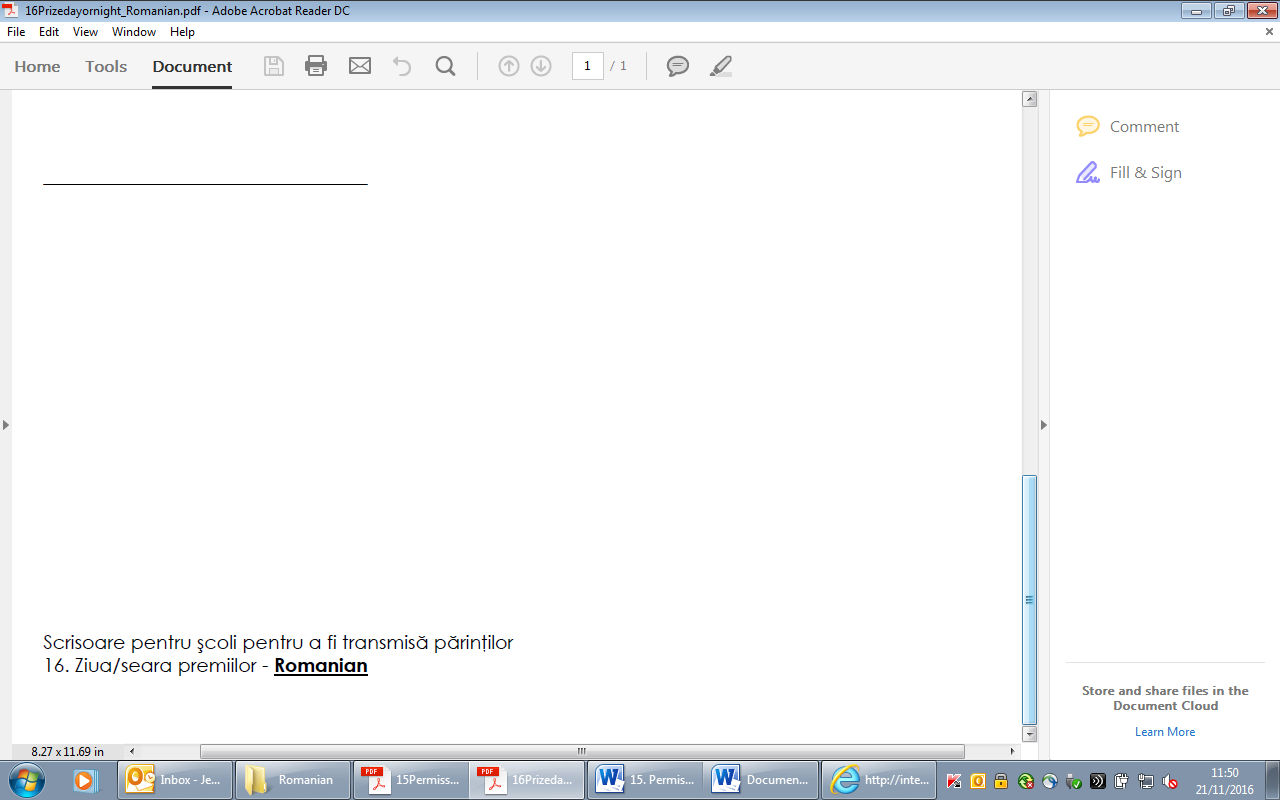 16Prizedayornight_Romanian.pdf - Adobe Acrobat Reader DC
File Edit View Window Help
Home Tools Document 1 / 1
Comment
Fill & Sign
Scrisoare pentru şcoli pentru a fi transmisă părinților
16. Ziua/seara premiilor - Romanian
Store and share files in the
Document Cloud
Learn More
8.27 x 11.69 in
Inbox - Je... Romanian 15Permiss... 16Prizeda... 15. Permis... Documen... http://inte... 11:50
21/11/2016